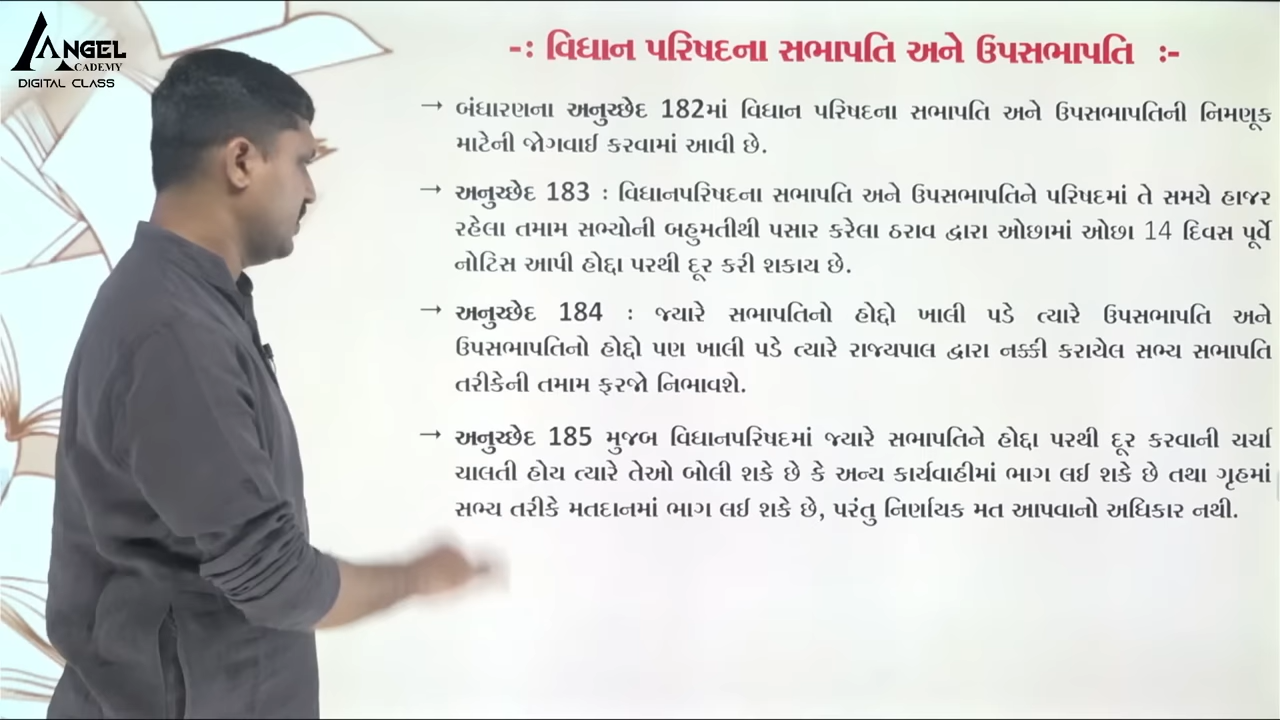 ANGEL
ACADEMY
DIGITAL CLASS
-: વિધાન પરિષદના સભાપતિ અને ઉપસભાપતિ :-
→ બંધારણના અનુચ્છેદ 182માં વિધાન પરિષદના સભાપતિ અને ઉપસભાપતિની નિમણૂક
માટેની જોગવાઈ કરવામાં આવી છે.
→ અનુચ્છેદ 183 : વિધાનપરિષદના સભાપતિ અને ઉપસભાપતિને પરિષદમાં તે સમયે હાજર
રહેલા તમામ સભ્યોની બહુમતીથી પસાર કરેલા ઠરાવ દ્વારા ઓછામાં ઓછા 14 દિવસ પૂર્વે
નોટિસ આપી હોદ્દા પરથી દૂર કરી શકાય છે.
→ અનુચ્છેદ 184 : જ્યારે સભાપતિનો હોદ્દો ખાલી પડે ત્યારે ઉપસભાપતિ અને
ઉપસભાપતિનો હોદ્દો પણ ખાલી પડે ત્યારે રાજ્યપાલ દ્વારા નક્કી કરાયેલ સભ્ય સભાપતિ
તરીકેની તમામ ફરજો નિભાવશે.
→ અનુચ્છેદ 185 મુજબ વિધાનપરિષદમાં જ્યારે સભાપતિને હોદ્દા પરથી દૂર કરવાની ચર્ચા
ચાલતી હોય ત્યારે તેઓ બોલી શકે છે કે અન્ય કાર્યવાહીમાં ભાગ લઈ શકે છે તથા ગૃહમાં
સભ્ય તરીકે મતદાનમાં ભાગ લઈ શકે છે, પરંતુ નિર્ણાયક મત આપવાનો અધિકાર નથી.